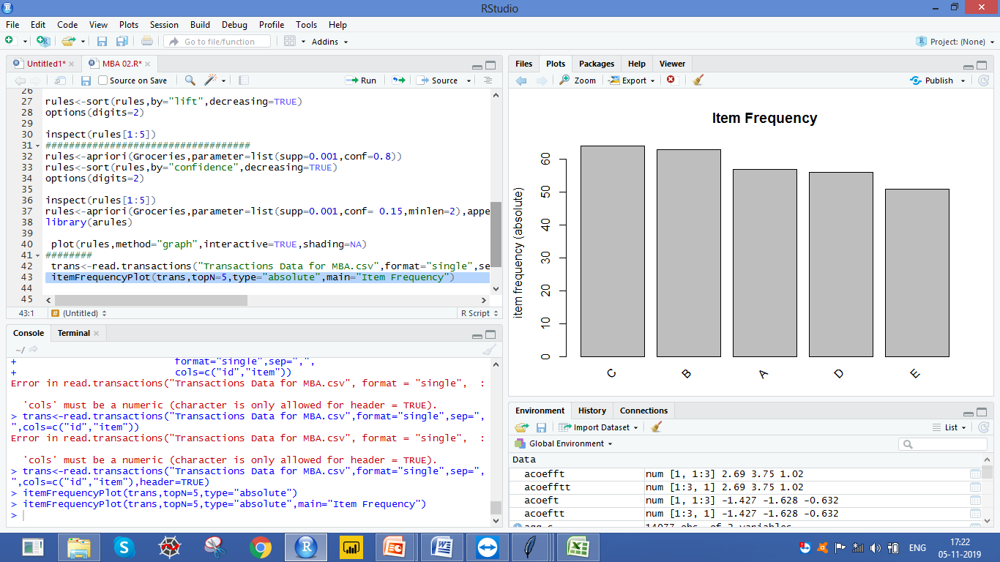 RStudio
File Edit Code View Plots Session Build Debug Profile Tools Help
Go to file/function Addins Project: (None)
Untitled1* MBA 02.R*
Source on Save Run Source
26
27 rules<-sort(rules,by="lift",decreasing=TRUE)
28 options(digits=2)
29
30 inspect(rules[1:5])
31 ###################################
32 rules<-apriori(Groceries,parameter=list(supp=0.001,conf=0.8))
33 rules<-sort(rules,by="confidence",decreasing=TRUE)
34 options(digits=2)
35
36 inspect(rules[1:5])
37 rules<-apriori(Groceries,parameter=list(supp=0.001,conf= 0.15,minlen=2),appe
38 library(arules)
39
40 plot(rules,method="graph",interactive=TRUE,shading=NA)
41 ########
42 trans<-read.transactions("Transactions Data for MBA.csv",format="single",se
43 itemFrequencyPlot(trans,topN=5,type="absolute",main="Item Frequency")
44
45
43:1 # (Untitled) R Script
Console Terminal
~/
+ format="single",sep=",",
+ cols=c("id","item"))
Error in read.transactions("Transactions Data for MBA.csv", format = "single", :
'cols' must be a numeric (character is only allowed for header = TRUE).
> trans<-read.transactions("Transactions Data for MBA.csv",format="single",sep=",
",cols=c("id","item"))
Error in read.transactions("Transactions Data for MBA.csv", format = "single", :
'cols' must be a numeric (character is only allowed for header = TRUE).
> trans<-read.transactions("Transactions Data for MBA.csv",format="single",sep=",
",cols=c("id","item"),header=TRUE)
> itemFrequencyPlot(trans,topN=5,type="absolute")
> itemFrequencyPlot(trans,topN=5,type="absolute",main="Item Frequency")
>
Files Plots Packages Help Viewer
Zoom Export Publish
Item Frequency
item frequency (absolute)
60
50
40
30
20
10
0
C B A D E
Environment History Connections
Import Dataset List
Global Environment
Data
acoefft num [1, 1:3] 2.69 3.75 1.02
acoefftt num [1:3, 1] 2.69 3.75 1.02
acoeft num [1, 1:3] -1.427 -1.628 -0.632
acoeftt num [1:3, 1] -1.427 -1.628 -0.632
ENG 17:22
05-11-2019